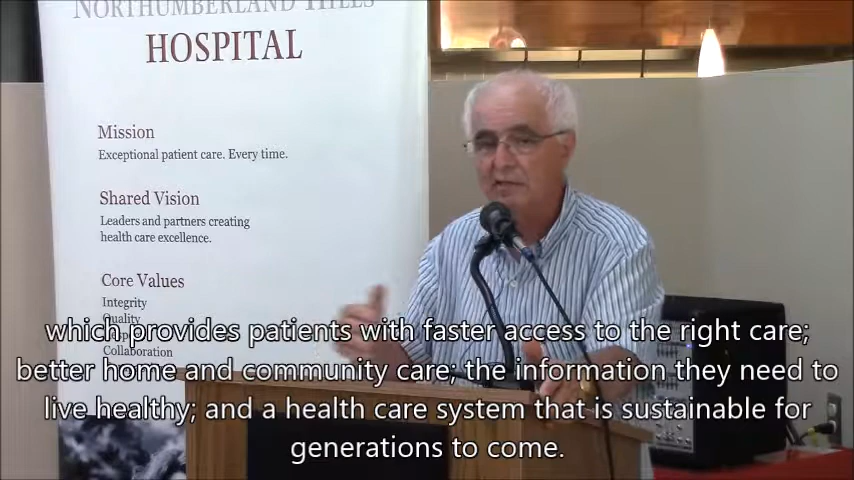 NORTHUMBERLAND HILLS
HOSPITAL
Mission
Exceptional patient care. Every time.
Shared Vision
Leaders and partners creating
health care excellence.
Core Values
Integrity
Quality
Collaboration
which provides patients with faster access to the right care;
better home and community care; the information they need to
live healthy; and a health care system that is sustainable for
generations to come.